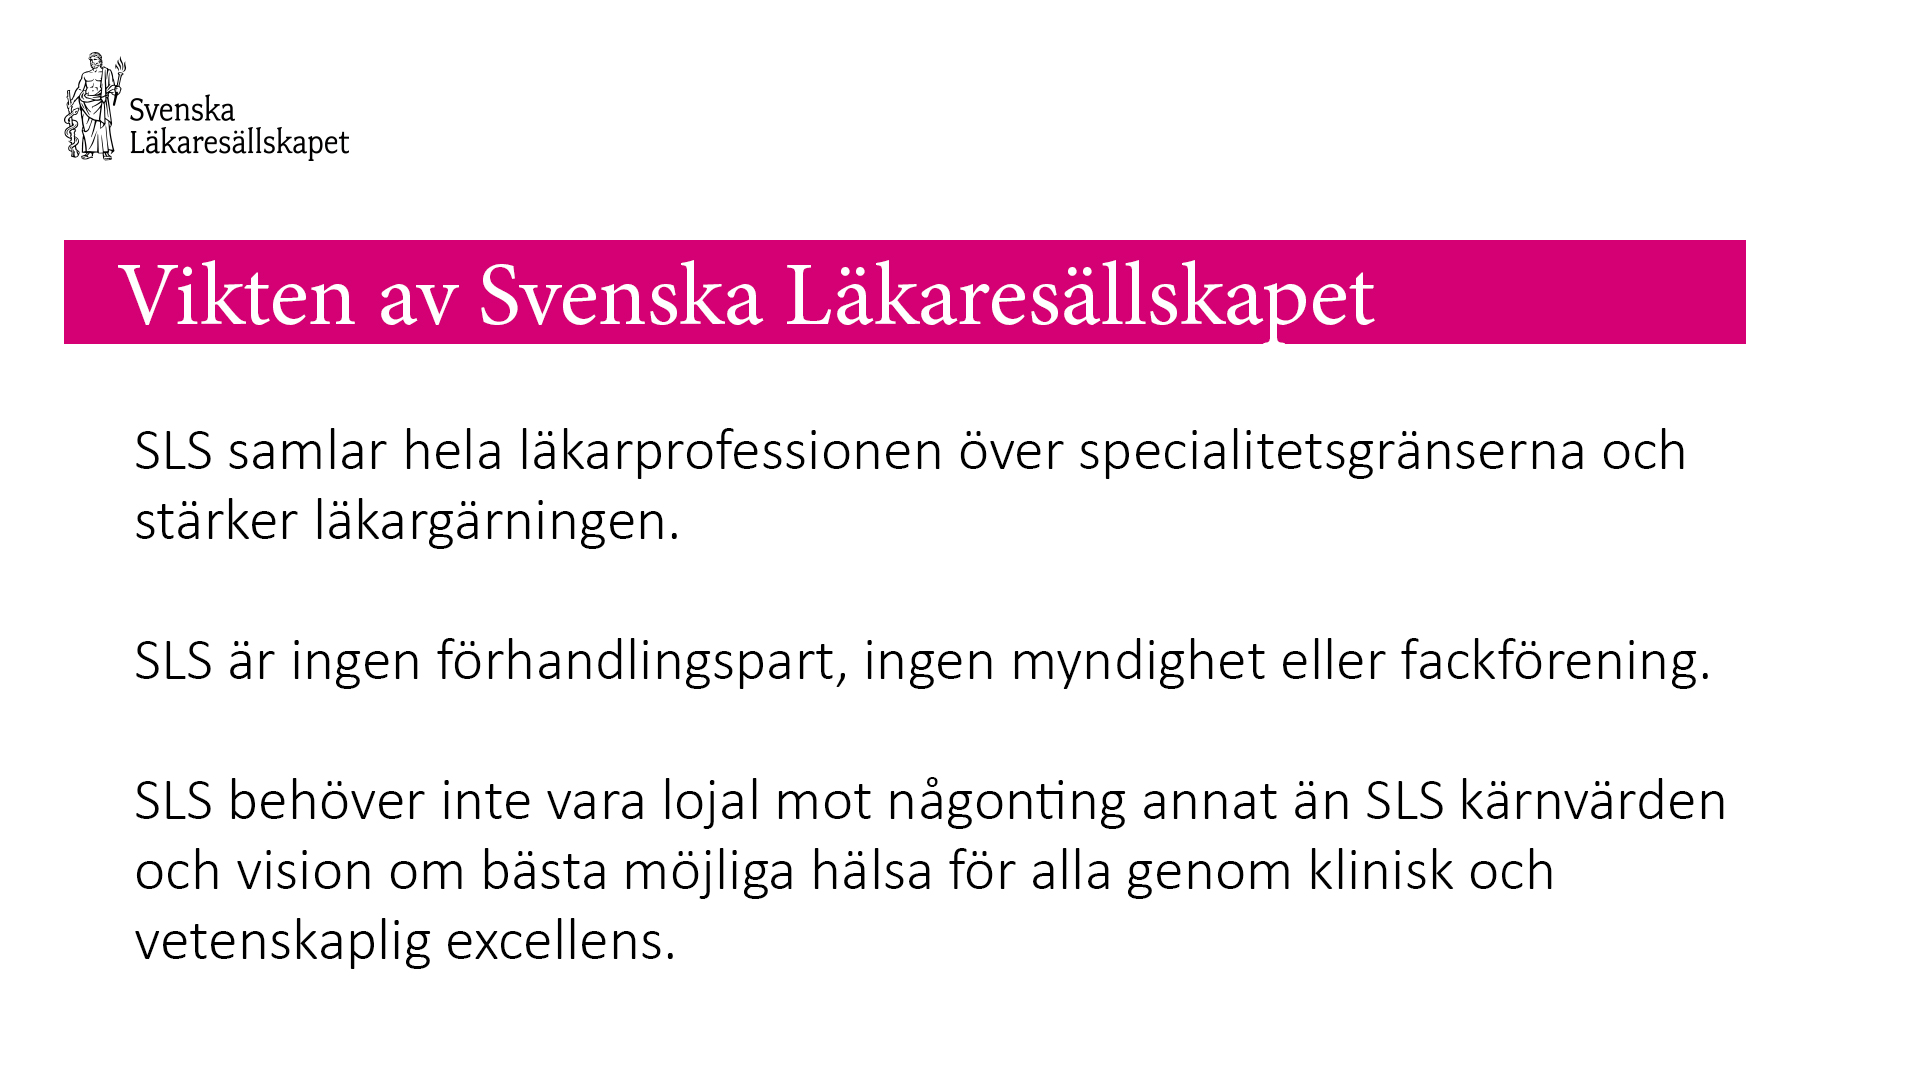 Svenska
Läkaresällskapet
Vikten av Svenska Läkaresällskapet
SLS samlar hela läkarprofessionen över specialitetsgränserna och
stärker läkargärningen.
SLS är ingen förhandlingspart, ingen myndighet eller fackförening.
SLS behöver inte vara lojal mot någonting annat än SLS kärnvärden
och vision om bästa möjliga hälsa för alla genom klinisk och
vetenskaplig excellens.